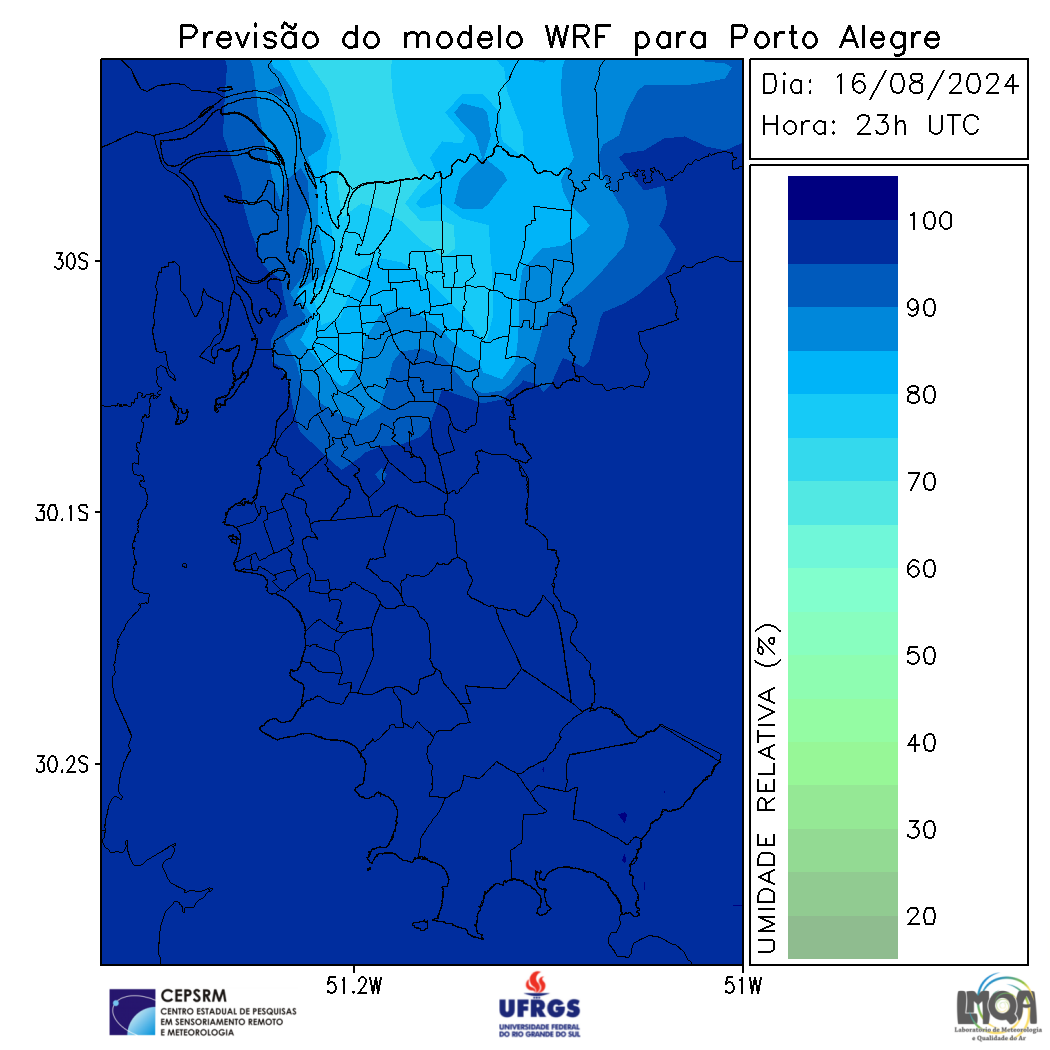 Previsão do modelo WRF para Porto Alegre
Dia: 16/08/2024
Hora: 23h UTC
30S
30.1S
30.2S
51.2W
51W
100
90
80
70
60
50
40
30
20
UMIDADE RELATIVA (%)
CEPSRM
CENTRO ESTADUAL DE PESQUISAS
EM SENSORIAMENTO REMOTO
E METEOROLOGIA
UFRGS
UNIVERSIDADE FEDERAL
DO RIO GRANDE DO SUL
LMQA
Laboratório de Meteorologia
e Qualidade do Ar